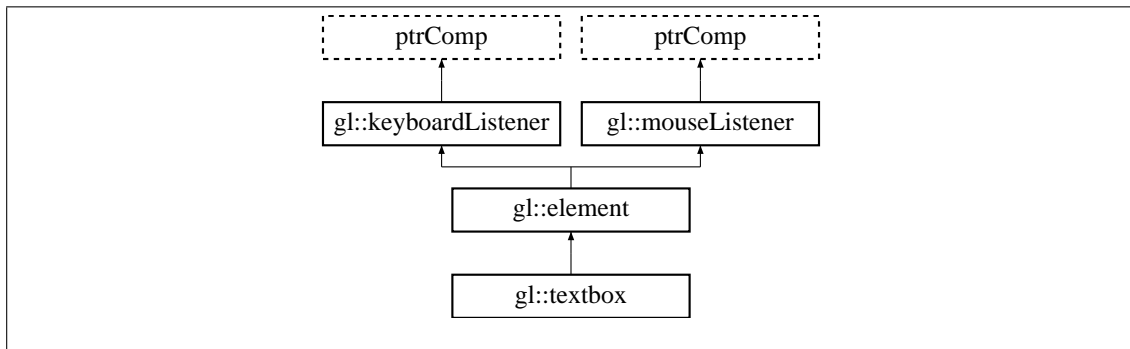 ptrComp ptrComp
gl::keyboardListener gl::mouseListener
gl::element
gl::textbox